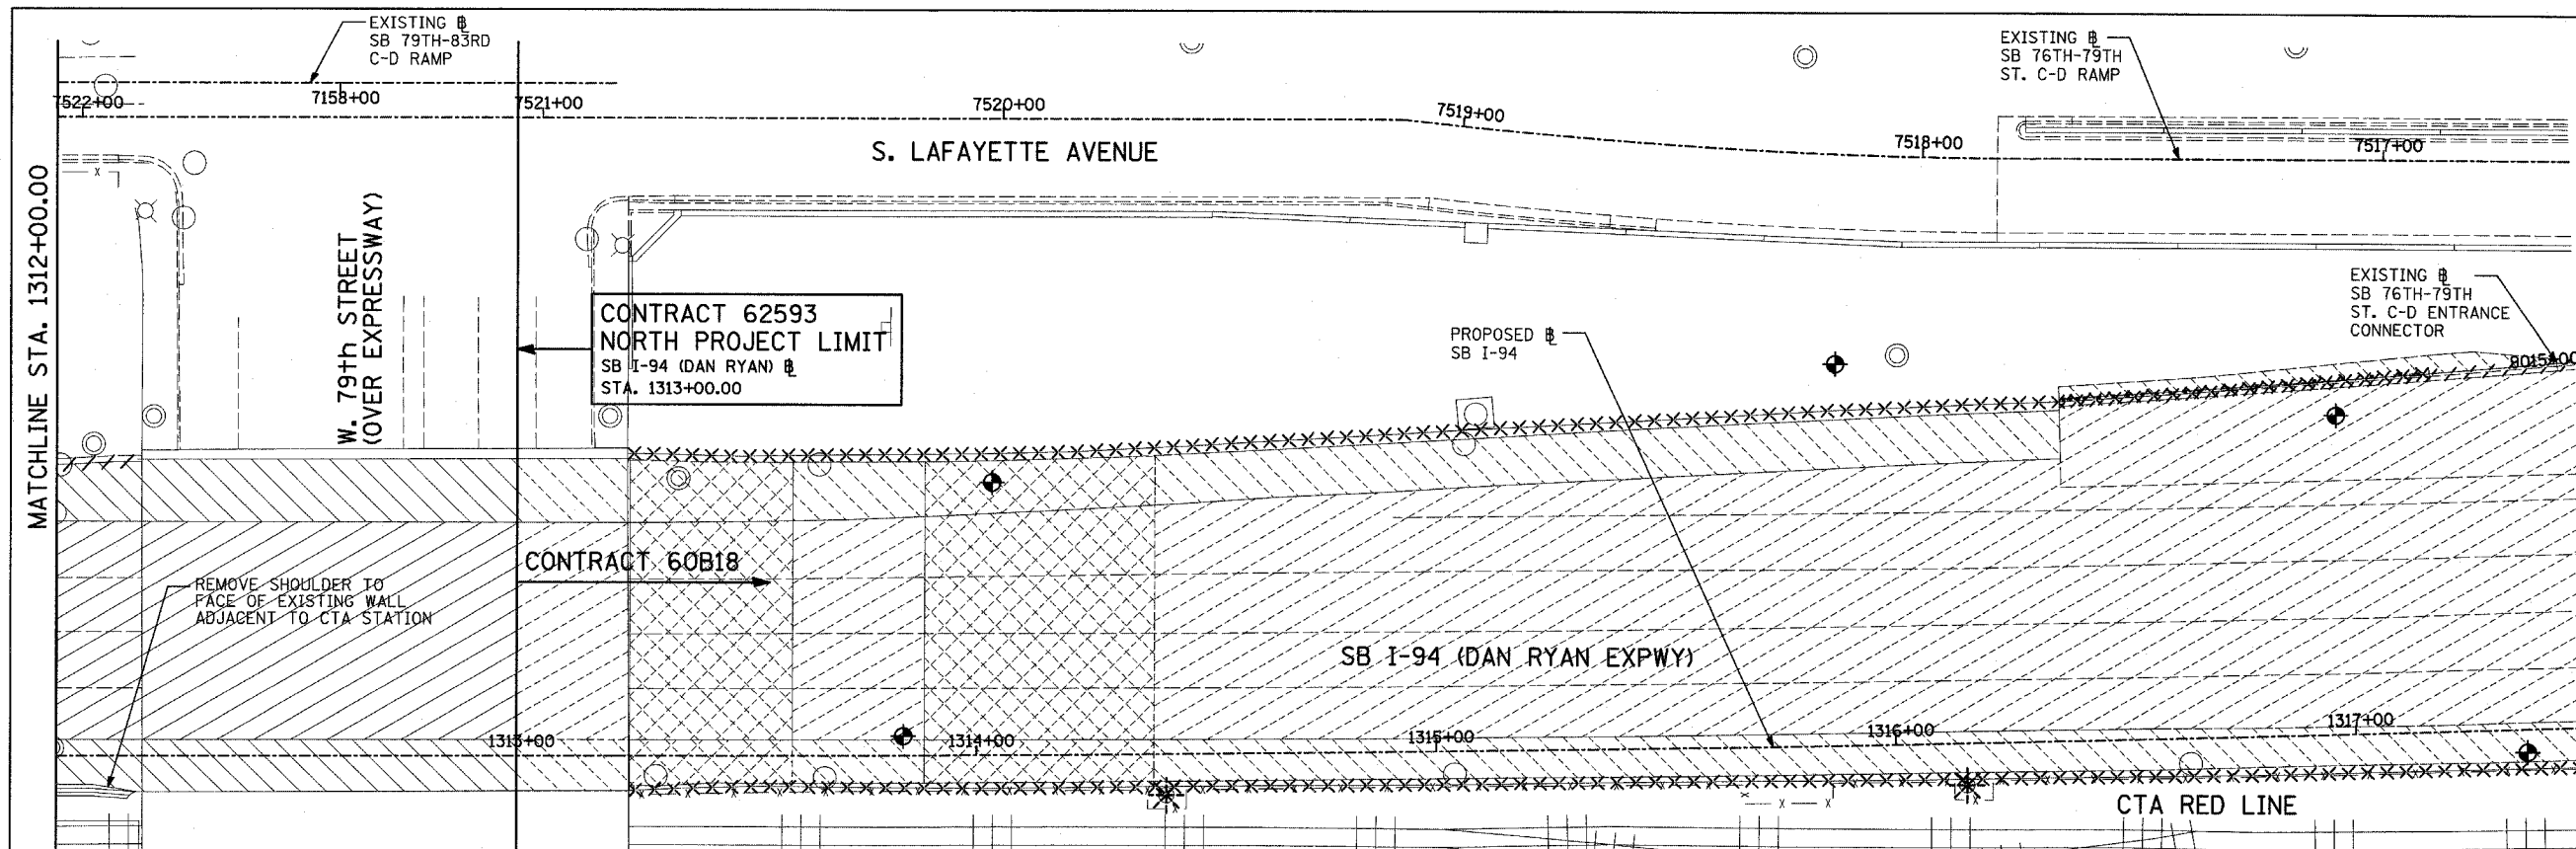 EXISTING ⅊
SB 79TH-83RD
C-D RAMP
EXISTING ⅊
SB 76TH-79TH
ST. C-D RAMP
7522+00
7158+00
7521+00
7520+00
7519+00
7518+00
7517+00
S. LAFAYETTE AVENUE
MATCHLINE STA. 1312+00.00
W. 79th STREET
(OVER EXPRESSWAY)
CONTRACT 62593
NORTH PROJECT LIMIT
SB I-94 (DAN RYAN) ⅊
STA. 1313+00.00
EXISTING ⅊
SB 76TH-79TH
ST. C-D ENTRANCE
CONNECTOR
PROPOSED ⅊
SB I-94
8015+00
CONTRACT 60B18
REMOVE SHOULDER TO
FACE OF EXISTING WALL
ADJACENT TO CTA STATION
SB I-94 (DAN RYAN EXPWY)
1313+00
1314+00
1315+00
1316+00
1317+00
CTA RED LINE